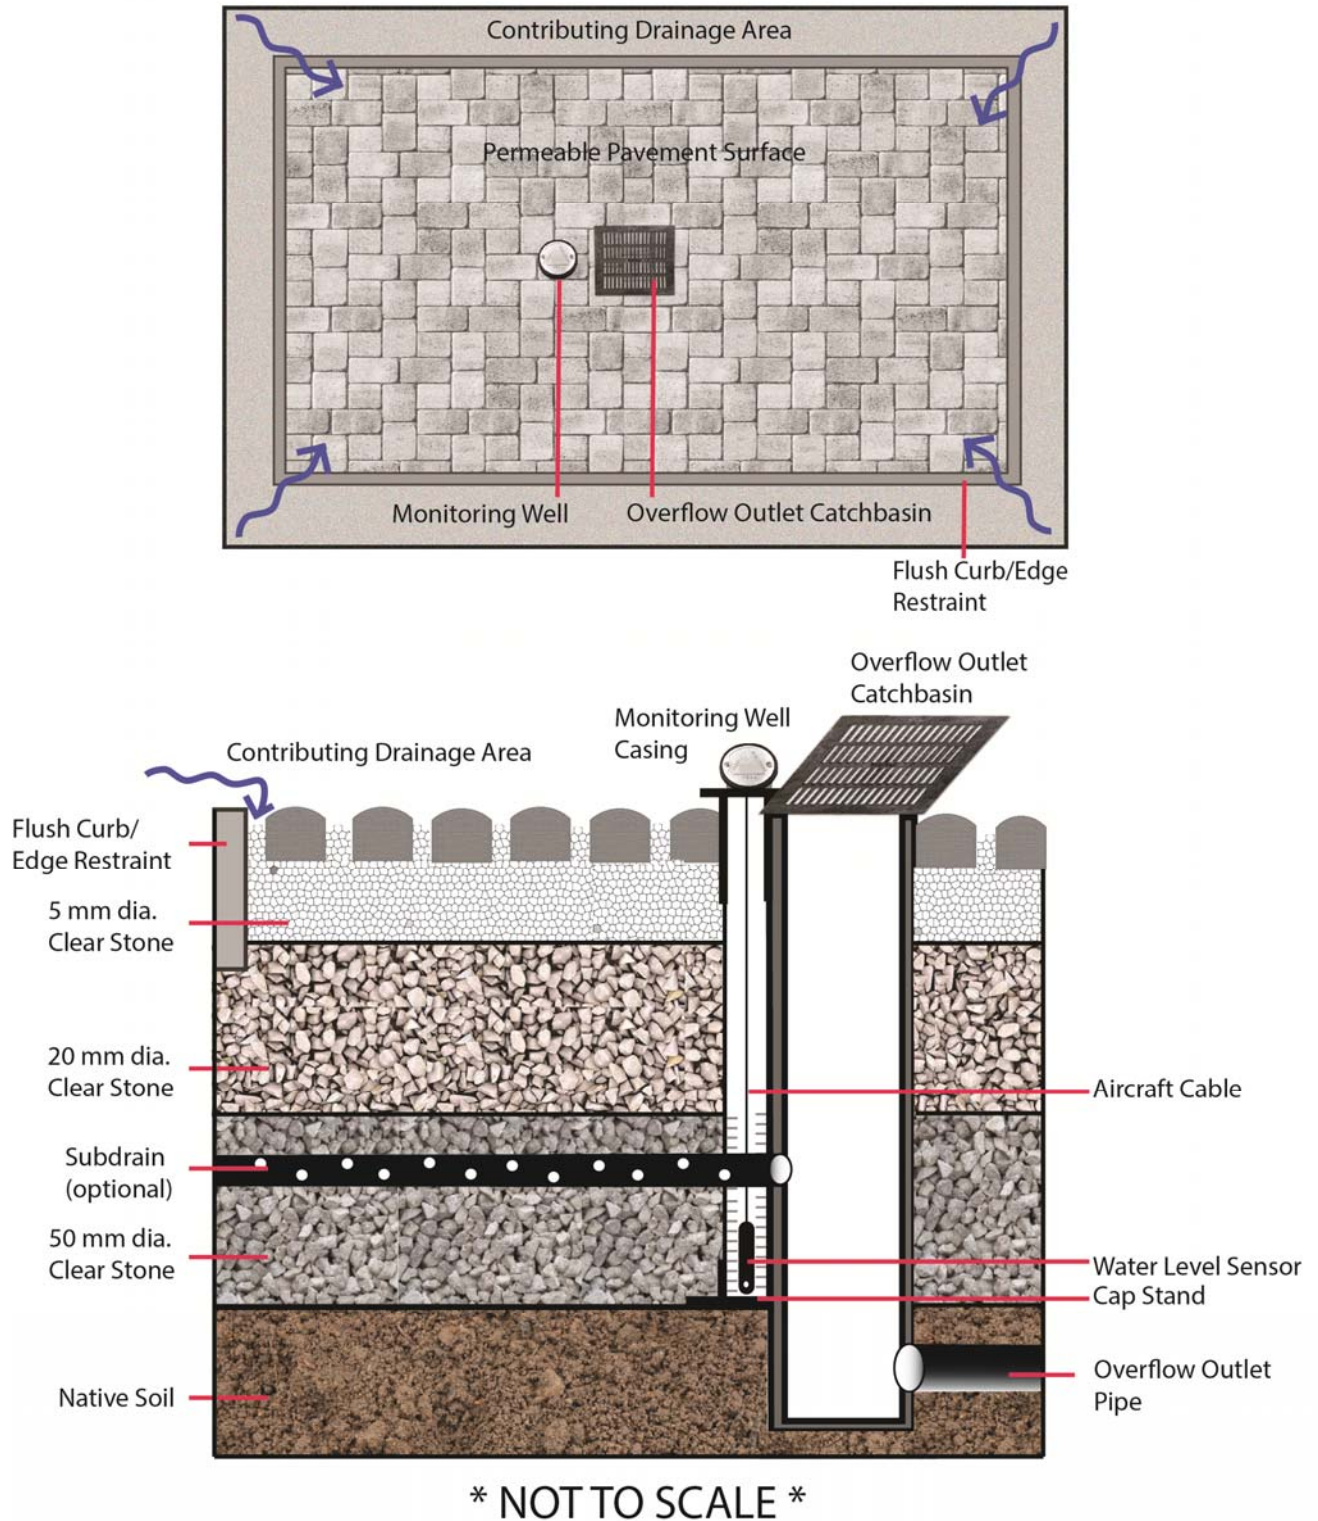 Contributing Drainage Area
Permeable Pavement Surface
Monitoring Well
Overflow Outlet Catchbasin
Flush Curb/Edge
Restraint
Overflow Outlet
Catchbasin
Monitoring Well
Casing
Contributing Drainage Area
Flush Curb/
Edge Restraint
5 mm dia.
Clear Stone
20 mm dia.
Clear Stone
Aircraft Cable
Subdrain
(optional)
50 mm dia.
Clear Stone
Water Level Sensor
Cap Stand
Native Soil
Overflow Outlet
Pipe
* NOT TO SCALE *